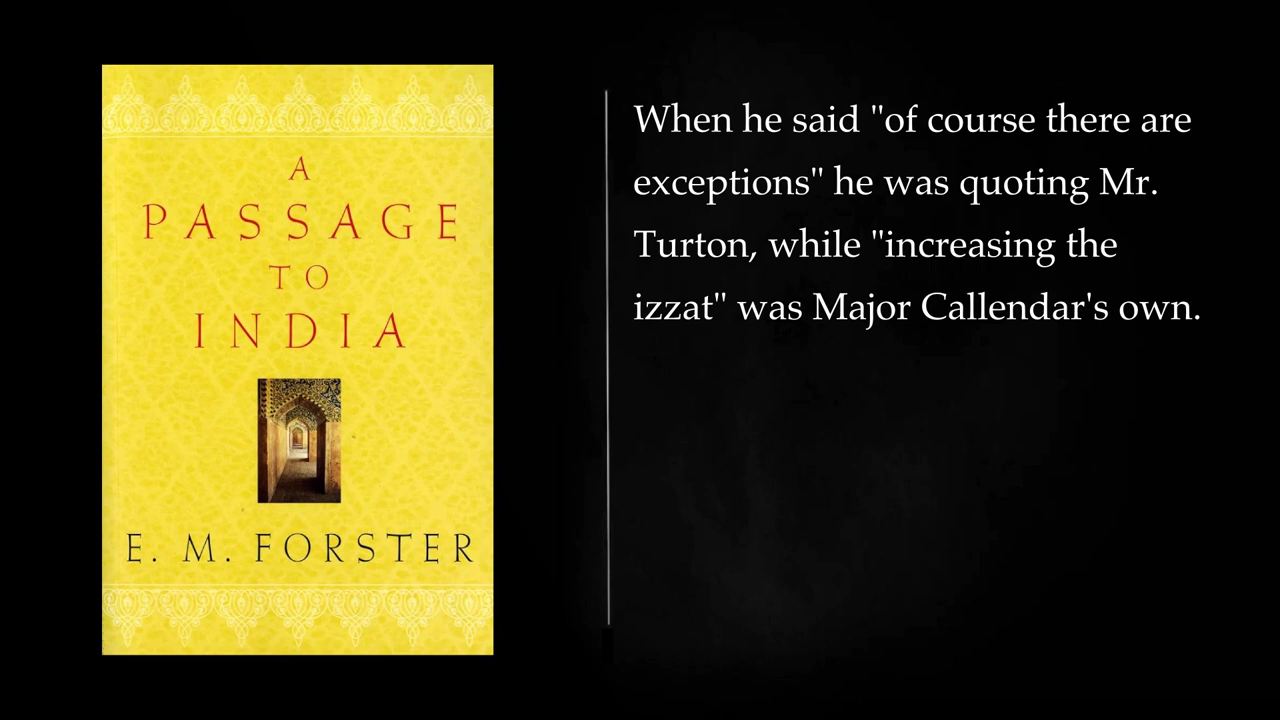 A
PASSAGE
TO
INDIA
E. M. FORSTER
When he said "of course there are
exceptions" he was quoting Mr.
Turton, while "increasing the
izzat" was Major Callendar's own.